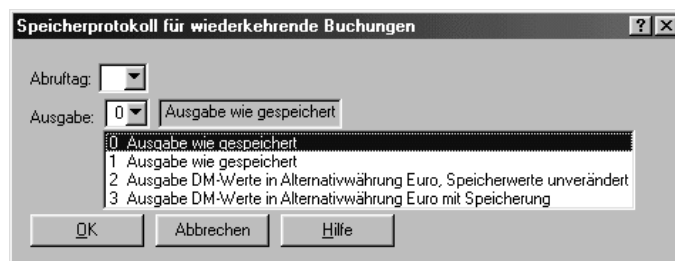 Speicherprotokoll für wiederkehrende Buchungen
Abruftag:
Ausgabe: 0 Ausgabe wie gespeichert
0 Ausgabe wie gespeichert
1 Ausgabe wie gespeichert
2 Ausgabe DM-Werte in Alternativwährung Euro, Speicherwerte unverändert
3 Ausgabe DM-Werte in Alternativwährung Euro mit Speicherung
OK Abbrechen Hilfe